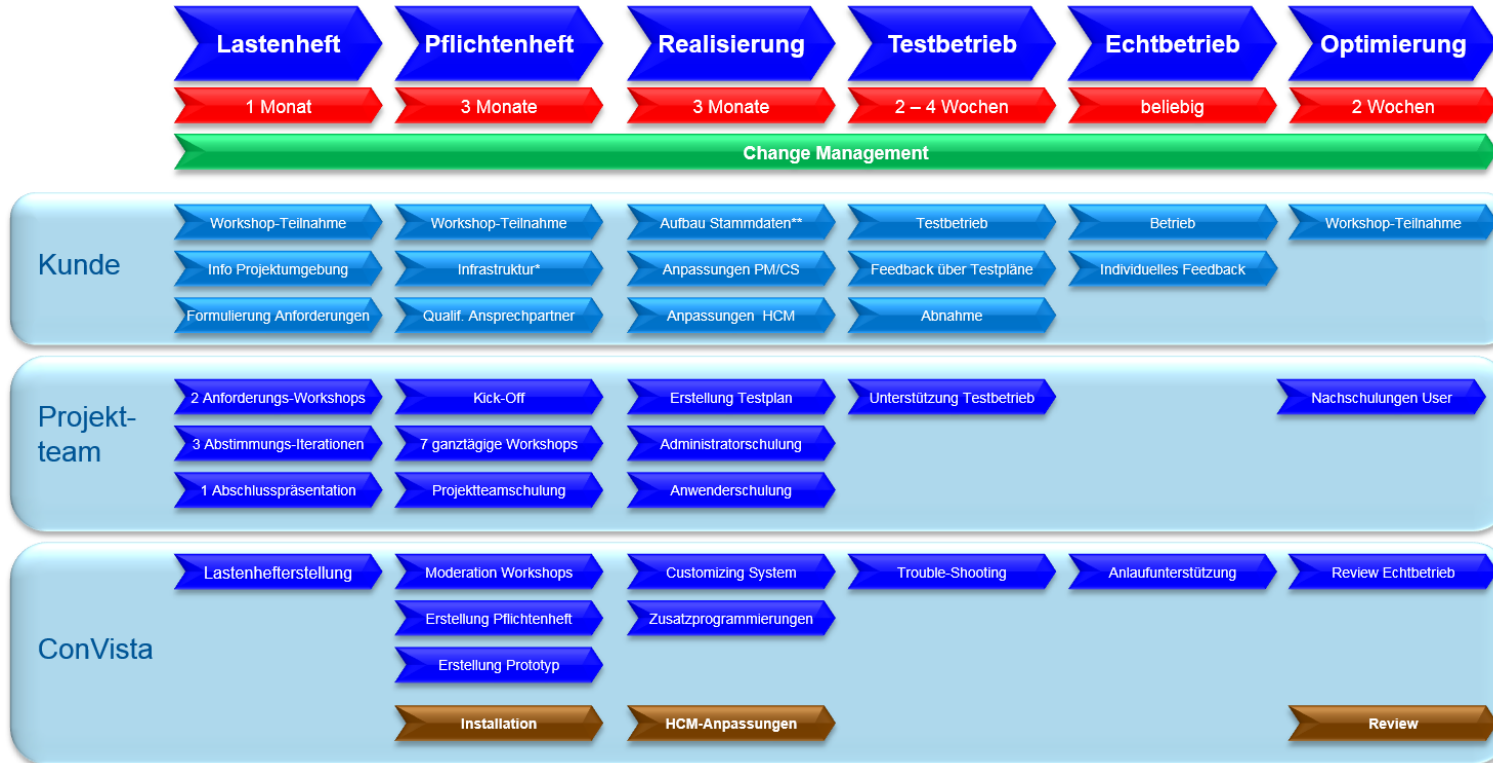 Lastenheft
Pflichtenheft
Realisierung
Testbetrieb
Echtbetrieb
Optimierung
1 Monat
3 Monate
3 Monate
2 – 4 Wochen
beliebig
2 Wochen
Change Management
Kunde
Workshop-Teilnahme
Workshop-Teilnahme
Aufbau Stammdaten**
Testbetrieb
Betrieb
Workshop-Teilnahme
Info Projektumgebung
Infrastruktur*
Anpassungen PM/CS
Feedback über Testpläne
Individuelles Feedback
Formulierung Anforderungen
Qualif. Ansprechpartner
Anpassungen HCM
Abnahme
Projekt-
team
2 Anforderungs-Workshops
Kick-Off
Erstellung Testplan
Unterstützung Testbetrieb
Nachschulungen User
3 Abstimmungs-Iterationen
7 ganztägige Workshops
Administratorschulung
1 Abschlusspräsentation
Projektteamschulung
Anwenderschulung
ConVista
Lastenhefterstellung
Moderation Workshops
Customizing System
Trouble-Shooting
Anlaufunterstützung
Review Echtbetrieb
Erstellung Pflichtenheft
Zusatzprogrammierungen
Erstellung Prototyp
Installation
HCM-Anpassungen
Review